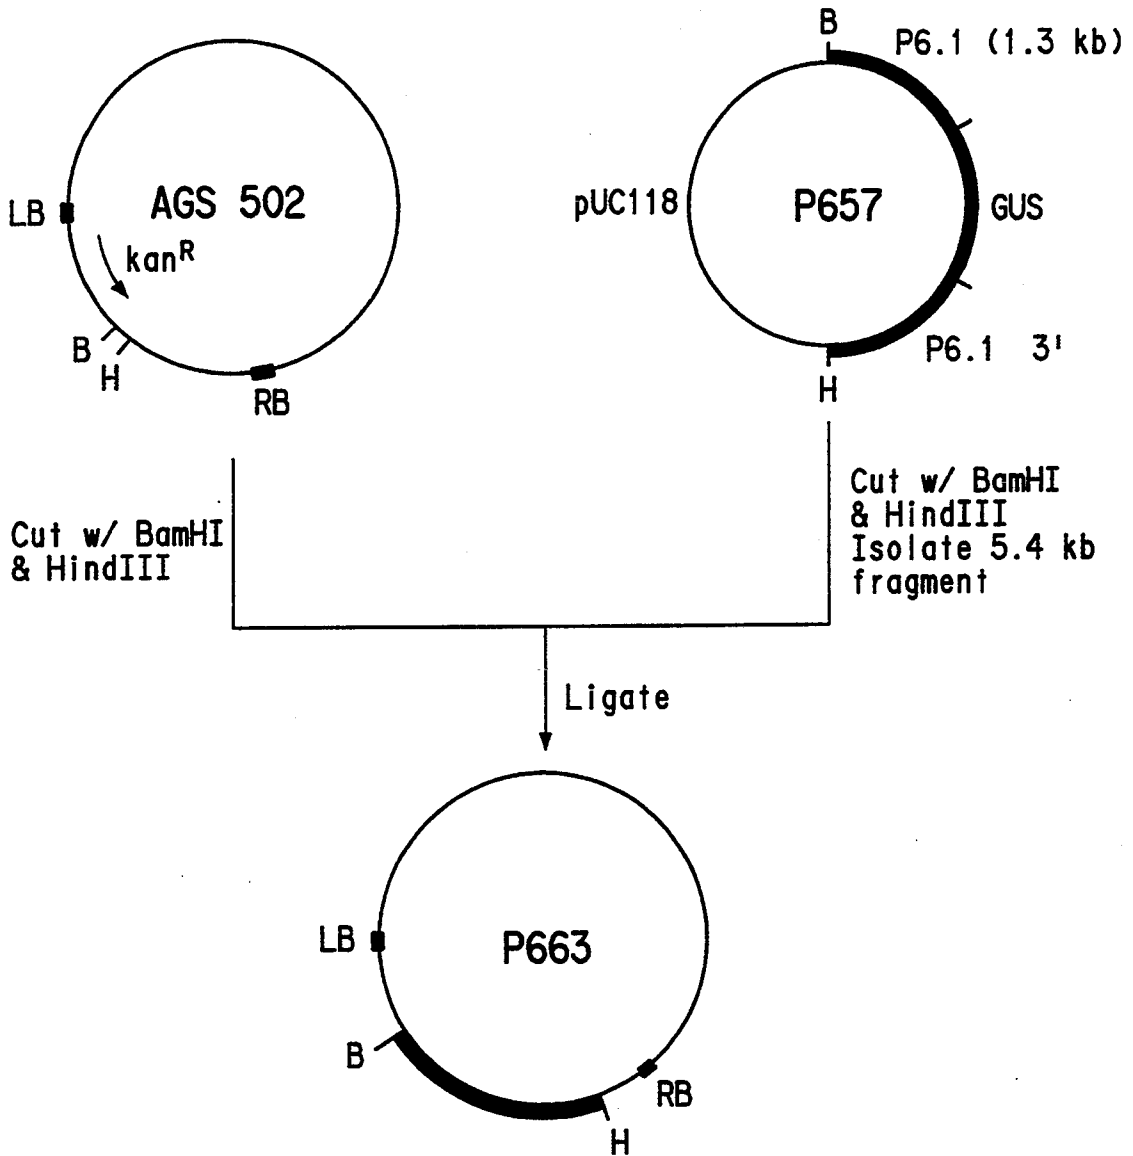 B
P6.1 (1.3 kb)
AGS 502
LB
kanR
B
H
RB
pUC118
P657
GUS
P6.1 3'
H
Cut w/ BamHI
& HindIII
Cut w/ BamHI
& HindIII
Isolate 5.4 kb
fragment
Ligate
LB
P663
B
RB
H